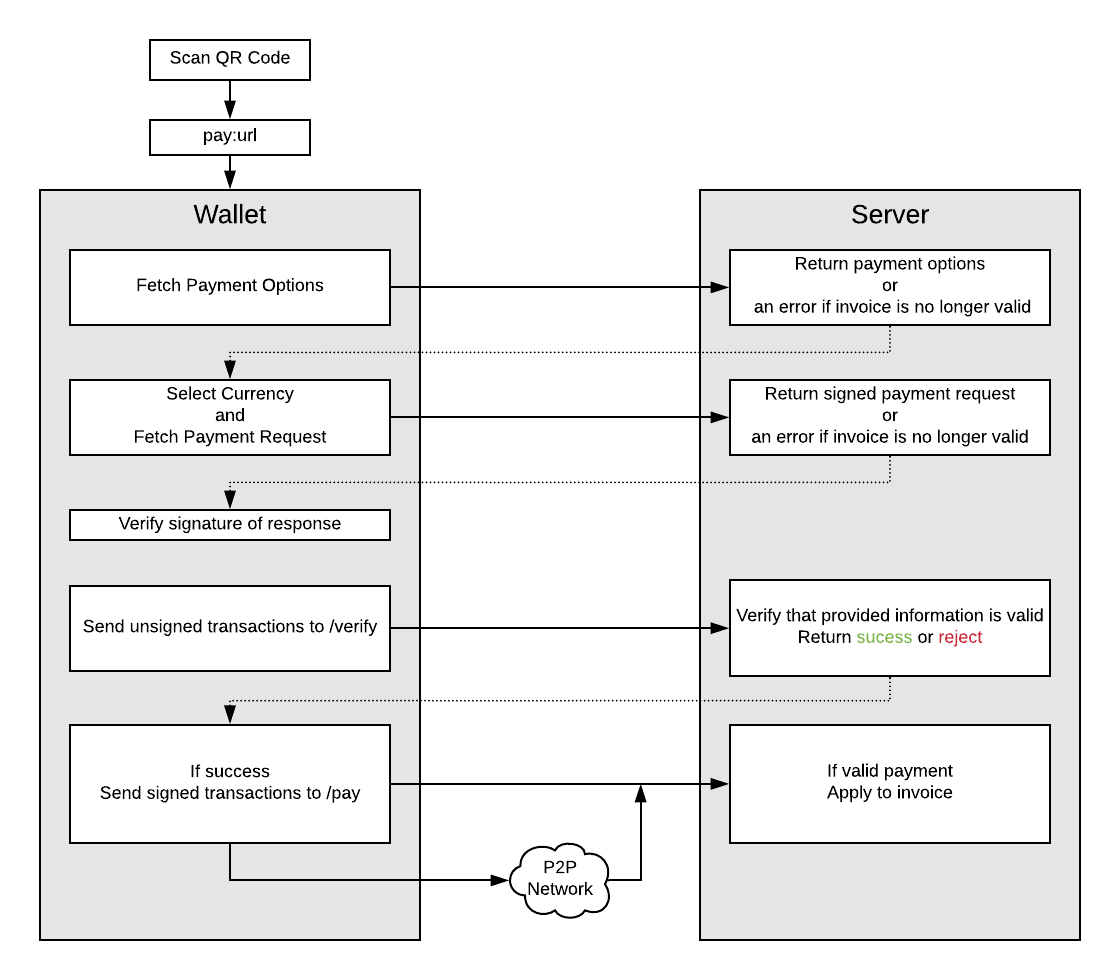 Scan QR Code
pay:url
Wallet
Server
Fetch Payment Options
Return payment options
or
an error if invoice is no longer valid
Select Currency
and
Fetch Payment Request
Return signed payment request
or
an error if invoice is no longer valid
Verify signature of response
Send unsigned transactions to /verify
Verify that provided information is valid
Return sucess or reject
If success
Send signed transactions to /pay
If valid payment
Apply to invoice
P2P
Network